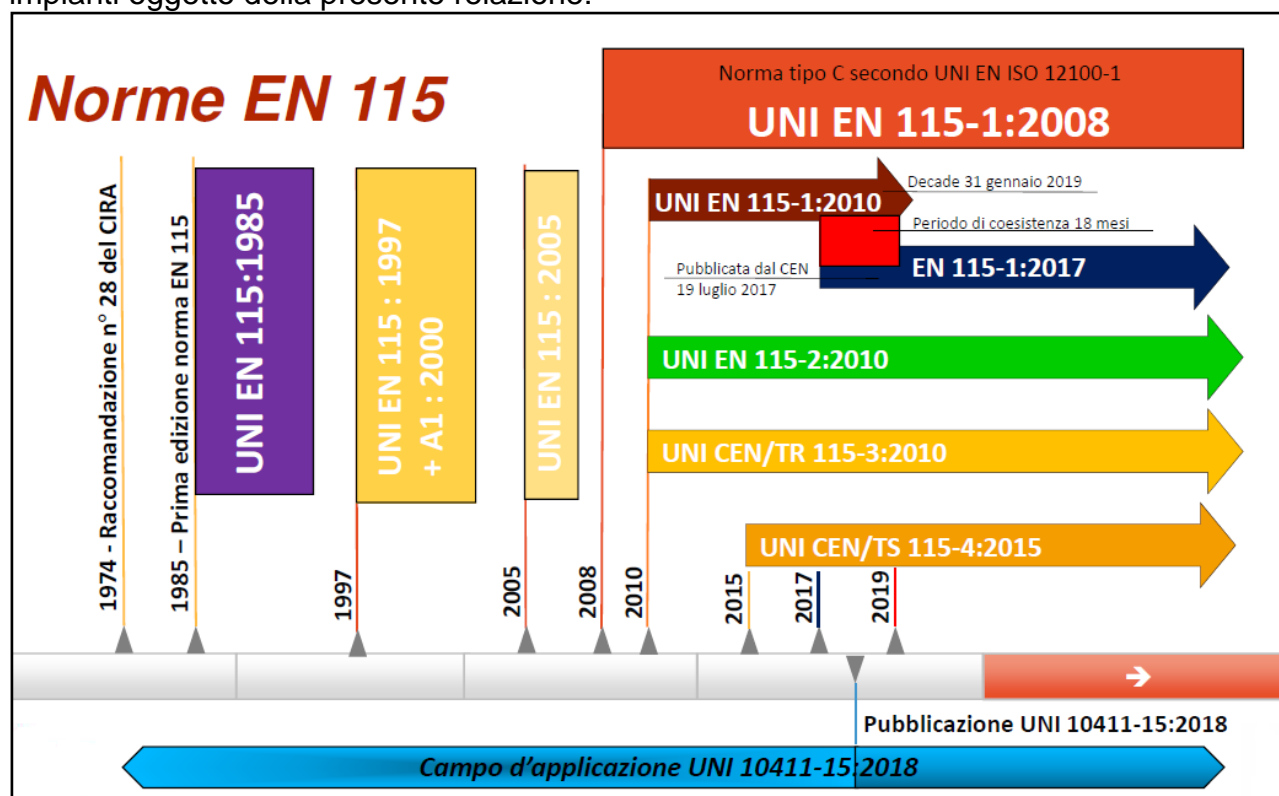 impianti oggetto della presente relazione.
Norme EN 115
Norma tipo C secondo UNI EN ISO 12100-1
UNI EN 115-1:2008
1974 - Raccomandazione n° 28 del CIRA
1985 – Prima edizione norma EN 115
UNI EN 115:1985
UNI EN 115 : 1997
+ A1 : 2000
UNI EN 115 : 2005
UNI EN 115-1:2010
Decade 31 gennaio 2019
Periodo di coesistenza 18 mesi
Pubblicata dal CEN
19 luglio 2017
EN 115-1:2017
UNI EN 115-2:2010
UNI CEN/TR 115-3:2010
UNI CEN/TS 115-4:2015
1997
2005
2008
2010
2015
2017
2019
Pubblicazione UNI 10411-15:2018
Campo d'applicazione UNI 10411-15:2018